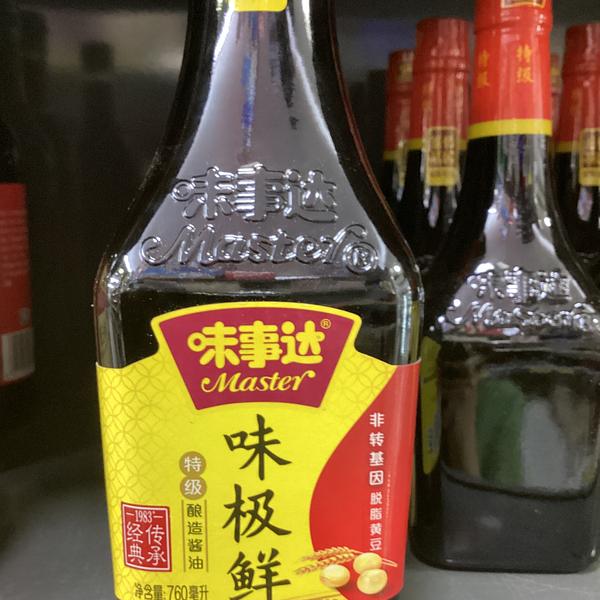 味事达
Master®
味事达®
Master
味极鲜
特级
酿造酱油
非转基因 脱脂黄豆
1983
传承
经典
净含量:760毫升
特级
特级
味事达
Master